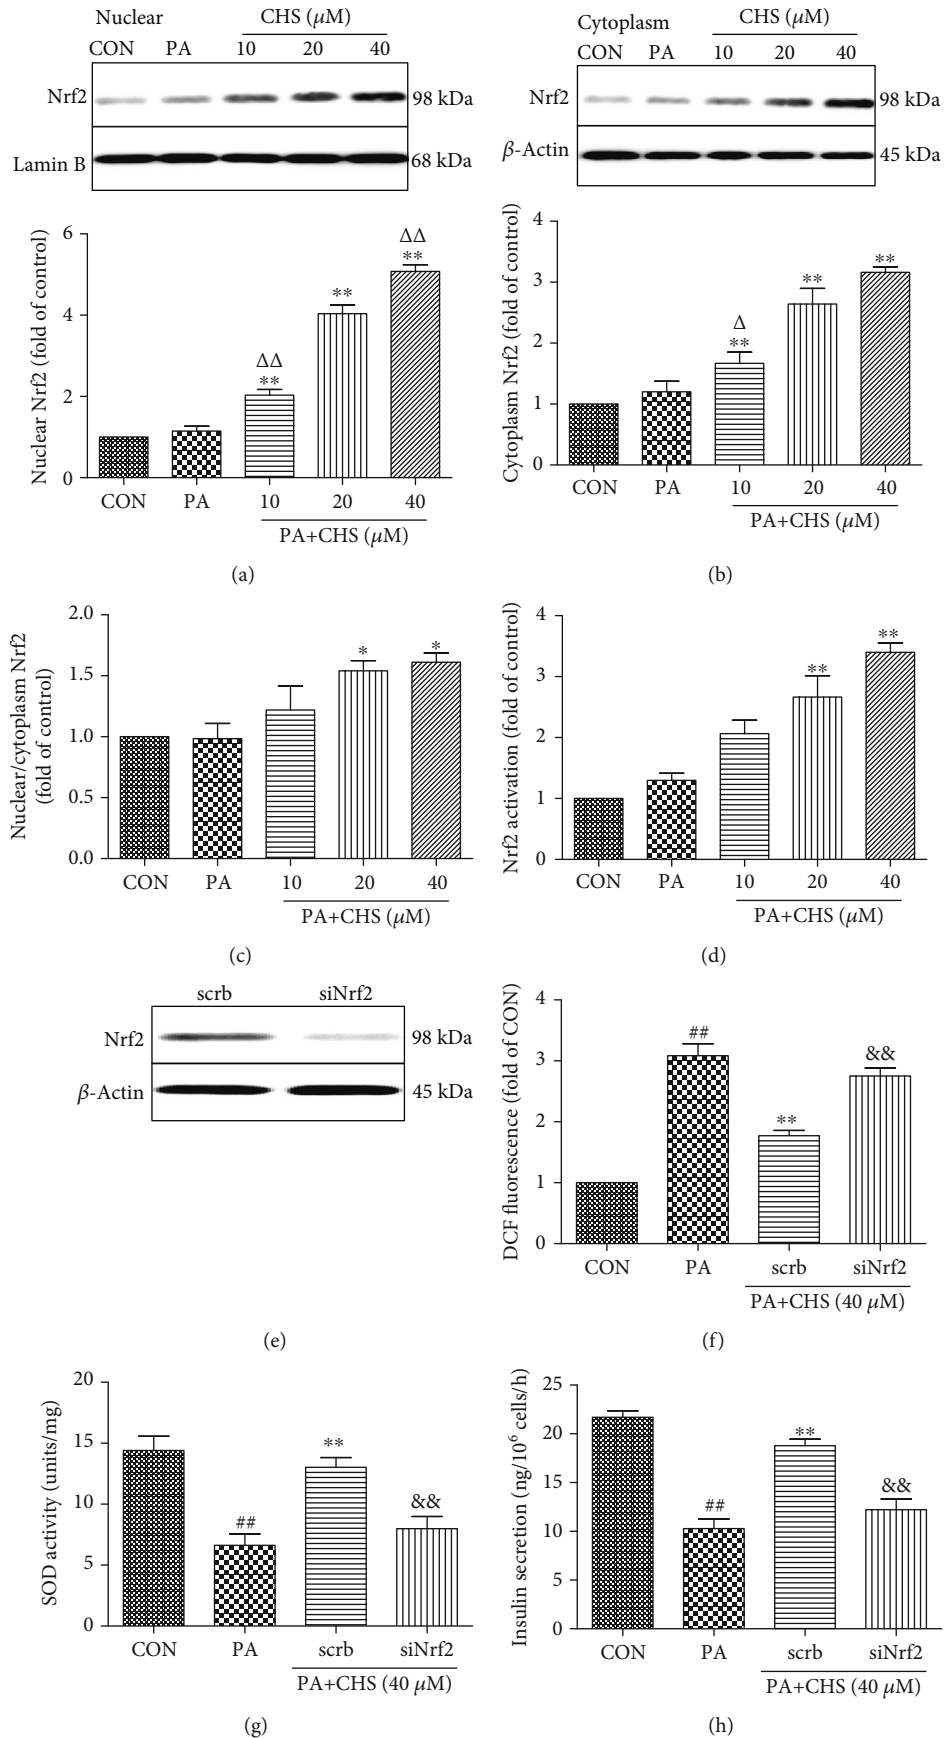 Nuclear CHS (μM)
CON PA 10 20 40
Nrf2 98 kDa
Lamin B 68 kDa
Nuclear Nrf2 (fold of control)
6
4
2
0
ΔΔ
**
**
ΔΔ
**
CON PA 10 20 40
PA+CHS (μM)
(a)
Cytoplasm CHS (μM)
CON PA 10 20 40
Nrf2 98 kDa
β-Actin 45 kDa
Cytoplasm Nrf2 (fold of control)
4
3
2
1
0
Δ
**
**
**
CON PA 10 20 40
PA+CHS (μM)
(b)
Nuclear/cytoplasm Nrf2
(fold of control)
2.0
1.5
1.0
0.5
0.0
* *
CON PA 10 20 40
PA+CHS (μM)
(c)
Nrf2 activation (fold of control)
4
3
2
1
0
**
**
CON PA 10 20 40
PA+CHS (μM)
(d)
scrb siNrf2
Nrf2 98 kDa
β-Actin 45 kDa
(e)
DCF fluorescence (fold of CON)
4
3
2
1
0
##
**
&&
CON PA scrb siNrf2
PA+CHS (40 μM)
(f)
SOD activity (units/mg)
20
15
10
5
0
##
**
&&
CON PA scrb siNrf2
PA+CHS (40 μM)
(g)
Insulin secretion (ng/10⁶ cells/h)
25
20
15
10
5
0
##
**
&&
CON PA scrb siNrf2
PA+CHS (40 μM)
(h)